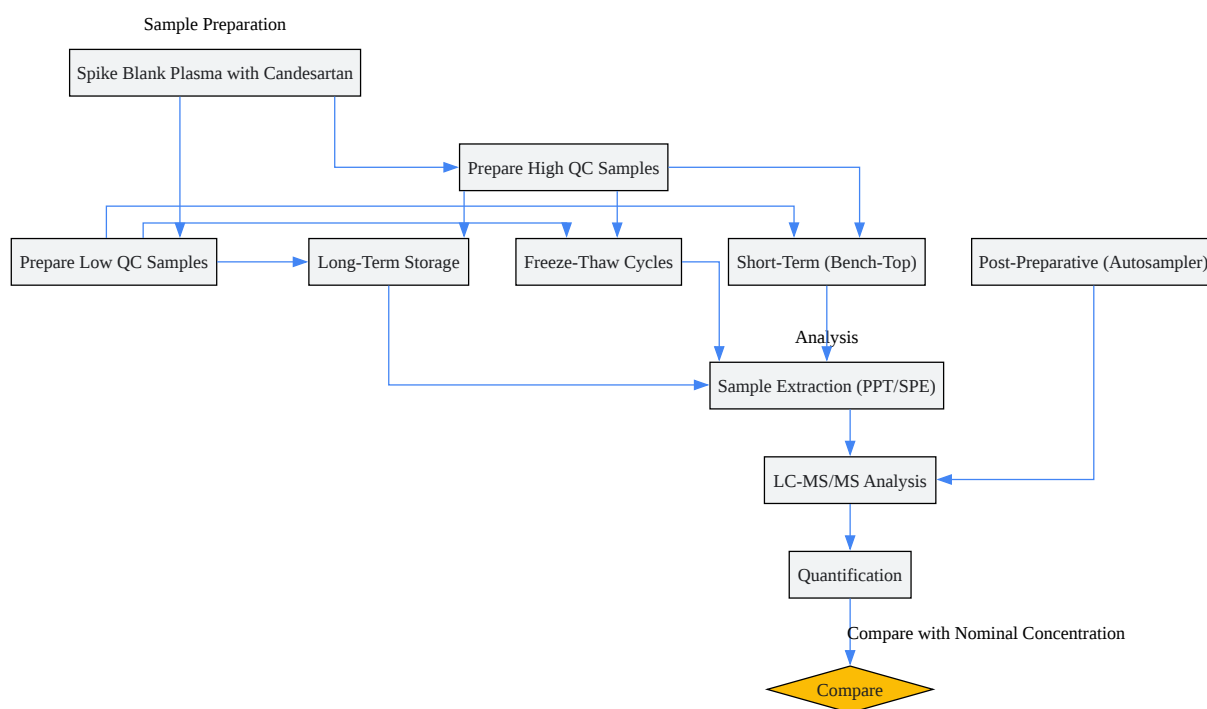 Sample Preparation
Spike Blank Plasma with Candesartan
Prepare High QC Samples
Prepare Low QC Samples
Long-Term Storage
Freeze-Thaw Cycles
Short-Term (Bench-Top)
Post-Preparative (Autosampler)
Analysis
Sample Extraction (PPT/SPE)
LC-MS/MS Analysis
Quantification
Compare with Nominal Concentration
Compare